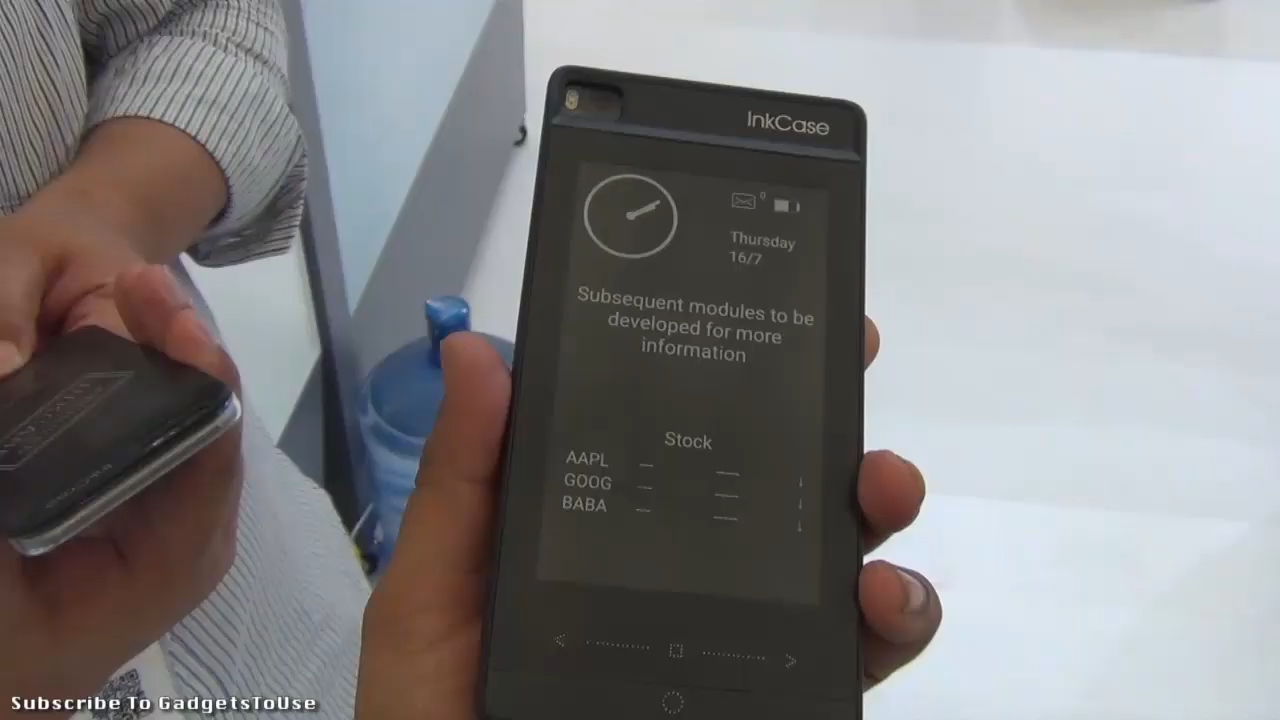 InkCase
0
Thursday
16/7
Subsequent modules to be
developed for more
information
Stock
AAPL
GOOG
BABA
Subscribe To GadgetsToUse